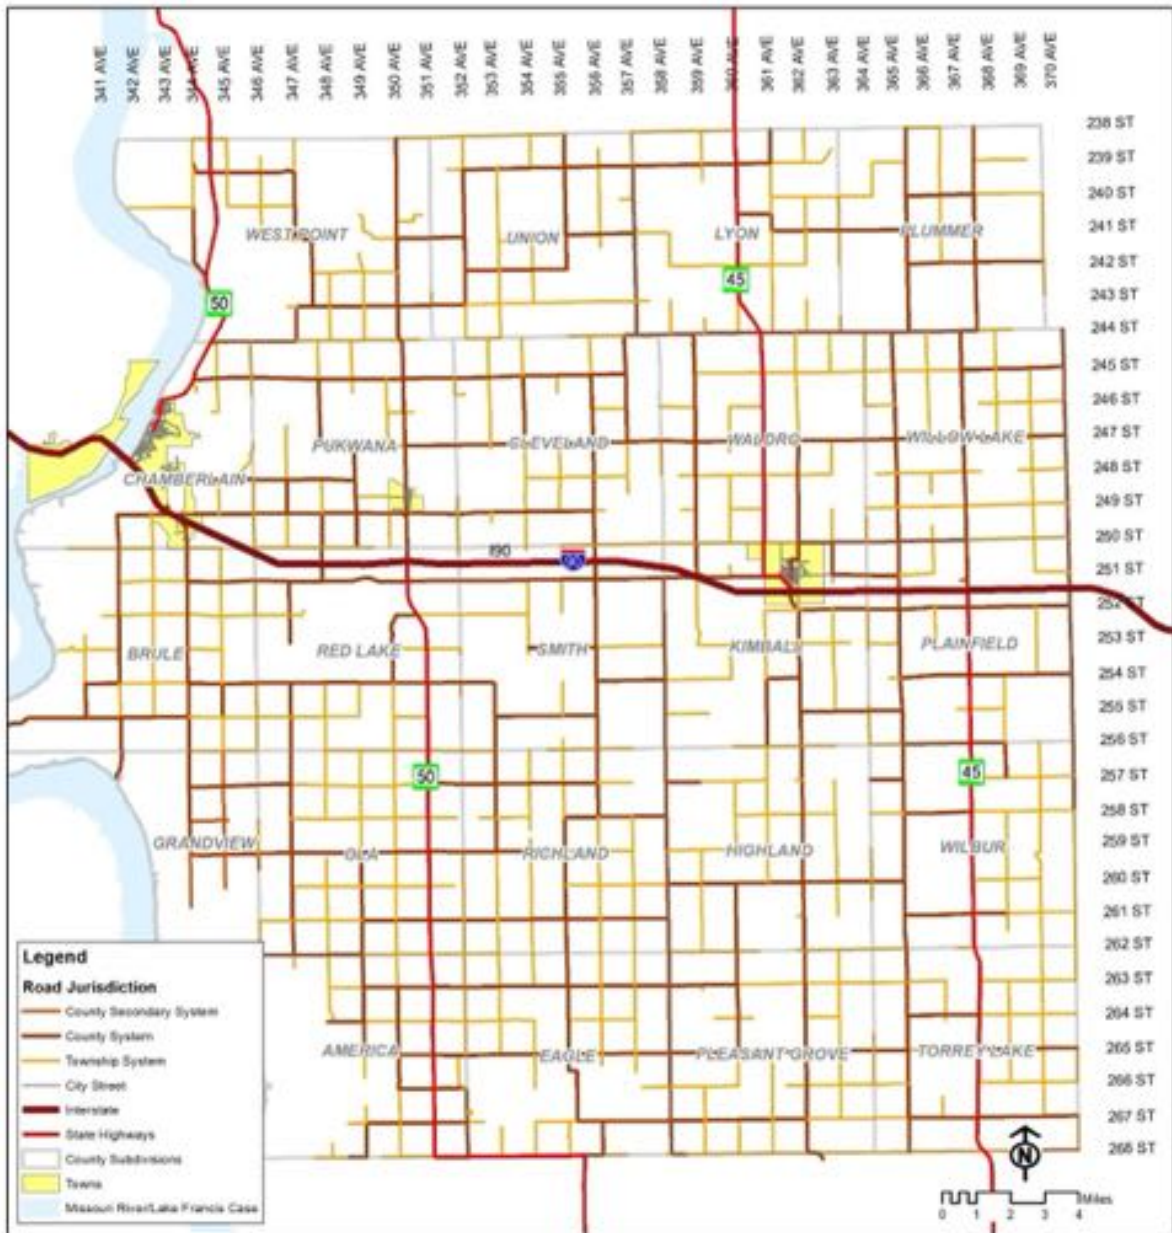 341 AVE
342 AVE
343 AVE
344 AVE
345 AVE
346 AVE
347 AVE
348 AVE
349 AVE
350 AVE
351 AVE
352 AVE
353 AVE
354 AVE
355 AVE
356 AVE
357 AVE
358 AVE
359 AVE
360 AVE
361 AVE
362 AVE
363 AVE
364 AVE
365 AVE
366 AVE
367 AVE
368 AVE
369 AVE
370 AVE
238 ST
239 ST
240 ST
241 ST
WEST POINT
UNION
LYON
PLUMMER
242 ST
50
45
243 ST
244 ST
245 ST
246 ST
247 ST
PUKWANA
CLEVELAND
WALDRO
WILLOW LAKE
248 ST
CHAMBERLAIN
249 ST
250 ST
I90
251 ST
252 ST
253 ST
BRULE
RED LAKE
SMITH
KIMBALL
PLAINFIELD
254 ST
255 ST
256 ST
50
45
257 ST
258 ST
259 ST
GRANDVIEW
OLA
RICHLAND
HIGHLAND
WILBUR
260 ST
261 ST
262 ST
263 ST
264 ST
AMERICA
EAGLE
PLEASANT GROVE
TORREY LAKE
265 ST
266 ST
267 ST
268 ST
Legend
Road Jurisdiction
County Secondary System
County System
Township System
City Street
Interstate
State Highways
County Subdivisions
Towns
Missouri River/Lake Francis Case
N
Miles
0 1 2 3 4